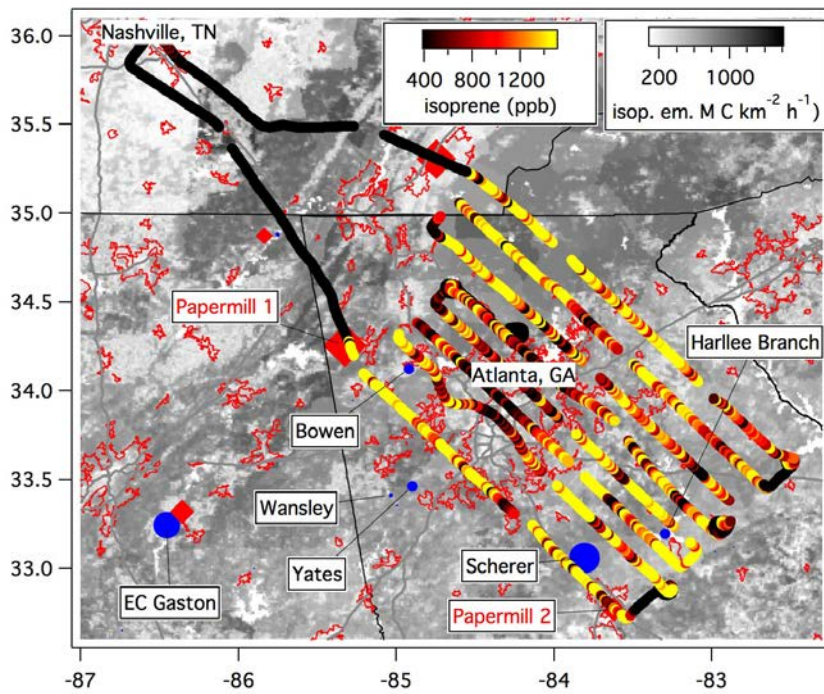 36.0
35.5
35.0
34.5
34.0
33.5
33.0
-87
-86
-85
-84
-83
Nashville, TN
400 800 1200
isoprene (ppb)
200 1000
isop. em. M C km-2 h-1)
Papermill 1
Harllee Branch
Atlanta, GA
Bowen
Wansley
Yates
Scherer
EC Gaston
Papermill 2